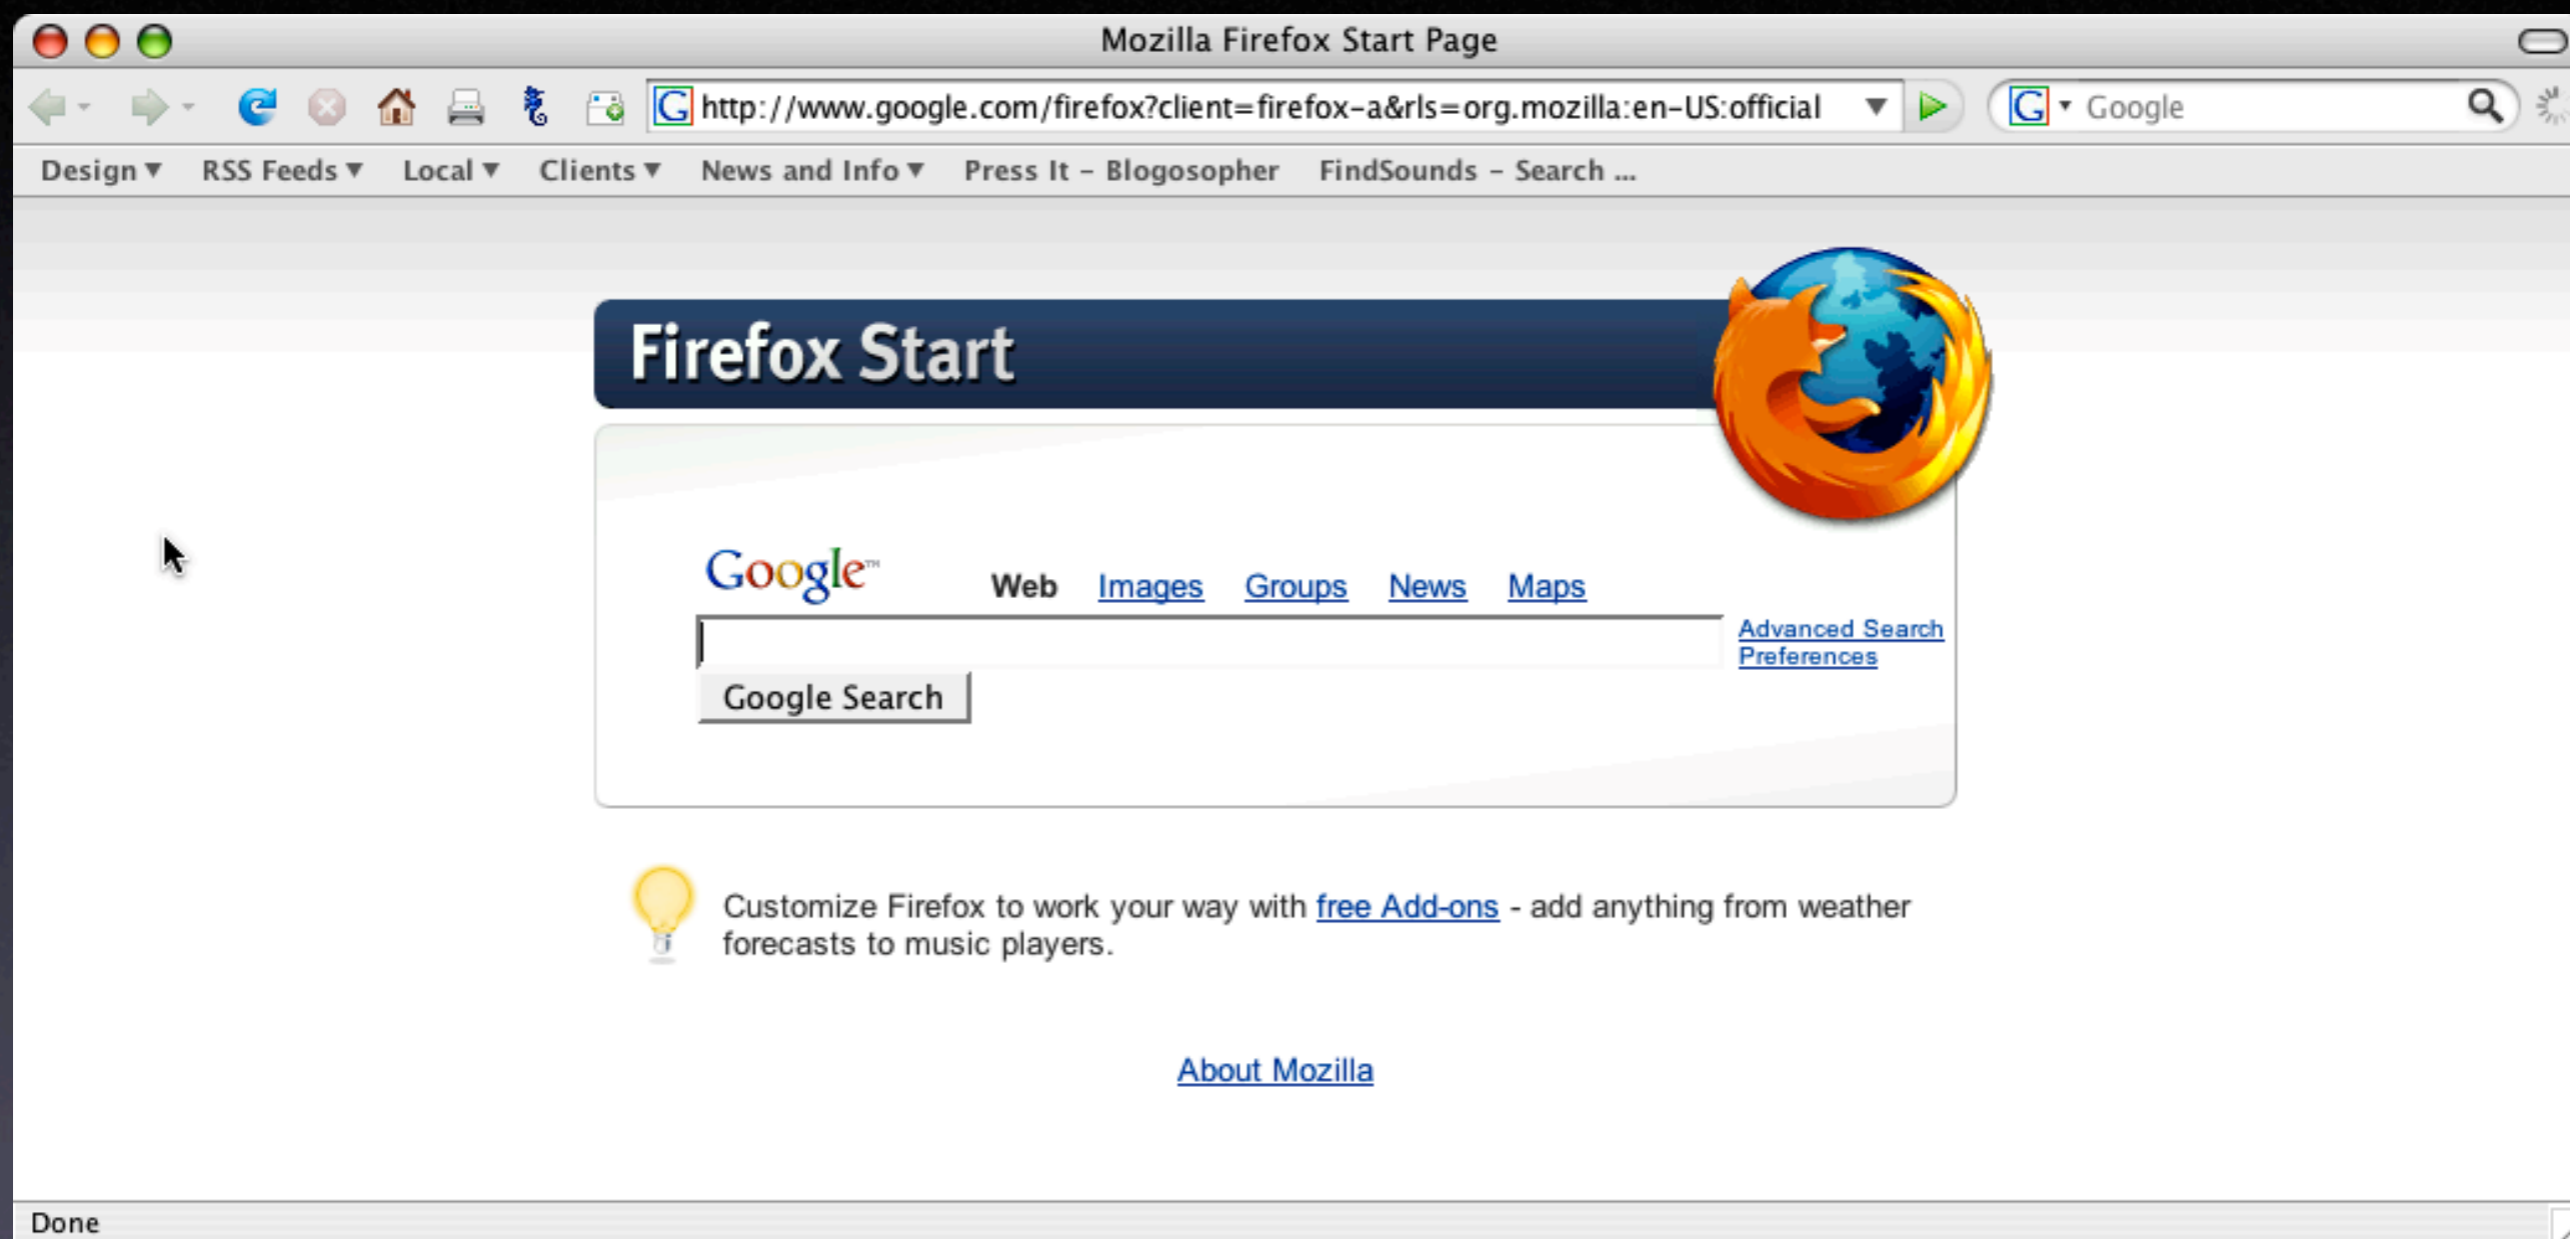 Mozilla Firefox Start Page
G http://www.google.com/firefox?client=firefox-a&rls=org.mozilla:en-US:official G Google
Design RSS Feeds Local Clients News and Info Press It – Blogosopher FindSounds – Search ...
Firefox Start
Google™ Web Images Groups News Maps
Advanced Search
Preferences
Google Search
Customize Firefox to work your way with free Add-ons - add anything from weather
forecasts to music players.
About Mozilla
Done